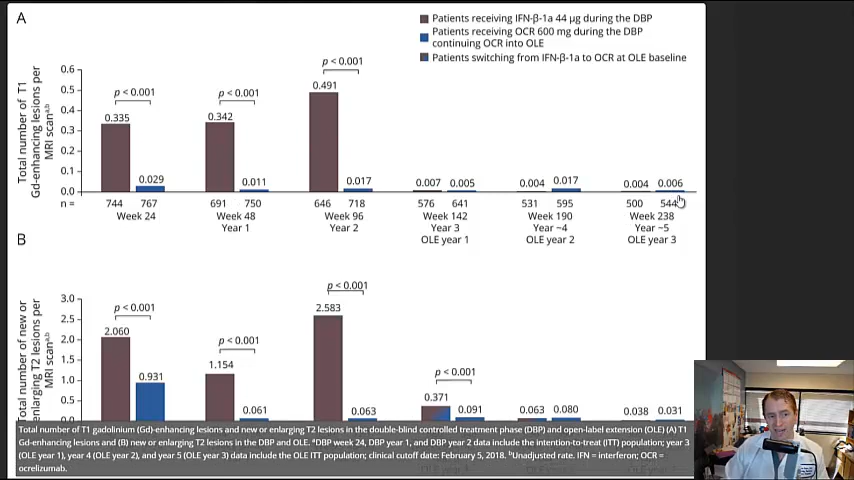 A
Patients receiving IFN-β-1a 44 μg during the DBP
Patients receiving OCR 600 mg during the DBP
continuing OCR into OLE
Patients switching from IFN-β-1a to OCR at OLE baseline
Total number of T1
Gd-enhancing lesions per
MRI scanᵃ,ᵇ
0.6
0.5
0.4
0.3
0.2
0.1
0.0
p < 0.001
p < 0.001
p < 0.001
0.335
0.029
0.342
0.011
0.491
0.017
0.007
0.005
0.004
0.017
0.004
0.006
n =
744 767
691 750
646 718
576 641
531 595
500 544
Week 24
Week 48
Year 1
Week 96
Year 2
Week 142
Year 3
OLE year 1
Week 190
Year ~4
OLE year 2
Week 238
Year ~5
OLE year 3
B
Total number of new or
enlarging T2 lesions per
MRI scanᵃ,ᵇ
3.0
2.5
2.0
1.5
1.0
0.5
0.0
p < 0.001
p < 0.001
p < 0.001
p < 0.001
2.060
0.931
1.154
0.061
2.583
0.063
0.371
0.091
0.063
0.080
0.038
0.031
Total number of T1 gadolinium (Gd)-enhancing lesions and new or enlarging T2 lesions in the double-blind controlled treatment phase (DBP) and open-label extension (OLE) (A) T1
Gd-enhancing lesions and (B) new or enlarging T2 lesions in the DBP and OLE. ᵃDBP week 24, DBP year 1, and DBP year 2 data include the intention-to-treat (ITT) population; year 3
(OLE year 1), year 4 (OLE year 2), and year 5 (OLE year 3) data include the OLE ITT population; clinical cutoff date: February 5, 2018. ᵇUnadjusted rate. IFN = interferon; OCR =
ocrelizumab.